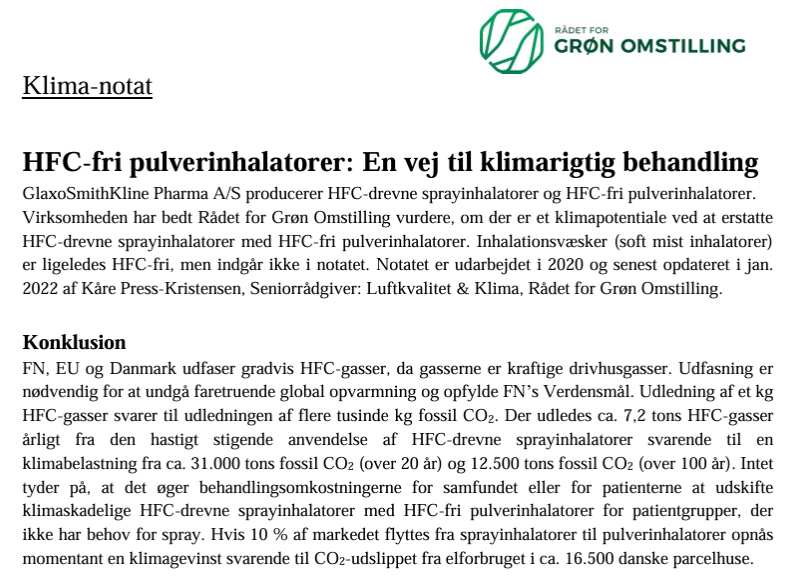 RÅDET FOR
GRØN OMSTILLING
Klima-notat
HFC-fri pulverinhalatorer: En vej til klimarigtig behandling
GlaxoSmithKline Pharma A/S producerer HFC-drevne sprayinhalatorer og HFC-fri pulverinhalatorer.
Virksomheden har bedt Rådet for Grøn Omstilling vurdere, om der er et klimapotentiale ved at erstatte
HFC-drevne sprayinhalatorer med HFC-fri pulverinhalatorer. Inhalationsvæsker (soft mist inhalatorer)
er ligeledes HFC-fri, men indgår ikke i notatet. Notatet er udarbejdet i 2020 og senest opdateret i jan.
2022 af Kåre Press-Kristensen, Seniorrådgiver: Luftkvalitet & Klima, Rådet for Grøn Omstilling.
Konklusion
FN, EU og Danmark udfaser gradvis HFC-gasser, da gasserne er kraftige drivhusgasser. Udfasning er
nødvendig for at undgå faretruende global opvarmning og opfylde FN's Verdensmål. Udledning af et kg
HFC-gasser svarer til udledningen af flere tusinde kg fossil CO₂. Der udledes ca. 7,2 tons HFC-gasser
årligt fra den hastigt stigende anvendelse af HFC-drevne sprayinhalatorer svarende til en
klimabelastning fra ca. 31.000 tons fossil CO₂ (over 20 år) og 12.500 tons fossil CO₂ (over 100 år). Intet
tyder på, at det øger behandlingsomkostningerne for samfundet eller for patienterne at udskifte
klimaskadelige HFC-drevne sprayinhalatorer med HFC-fri pulverinhalatorer for patientgrupper, der
ikke har behov for spray. Hvis 10 % af markedet flyttes fra sprayinhalatorer til pulverinhalatorer opnås
momentant en klimagevinst svarende til CO₂-udslippet fra elforbruget i ca. 16.500 danske parcelhuse.